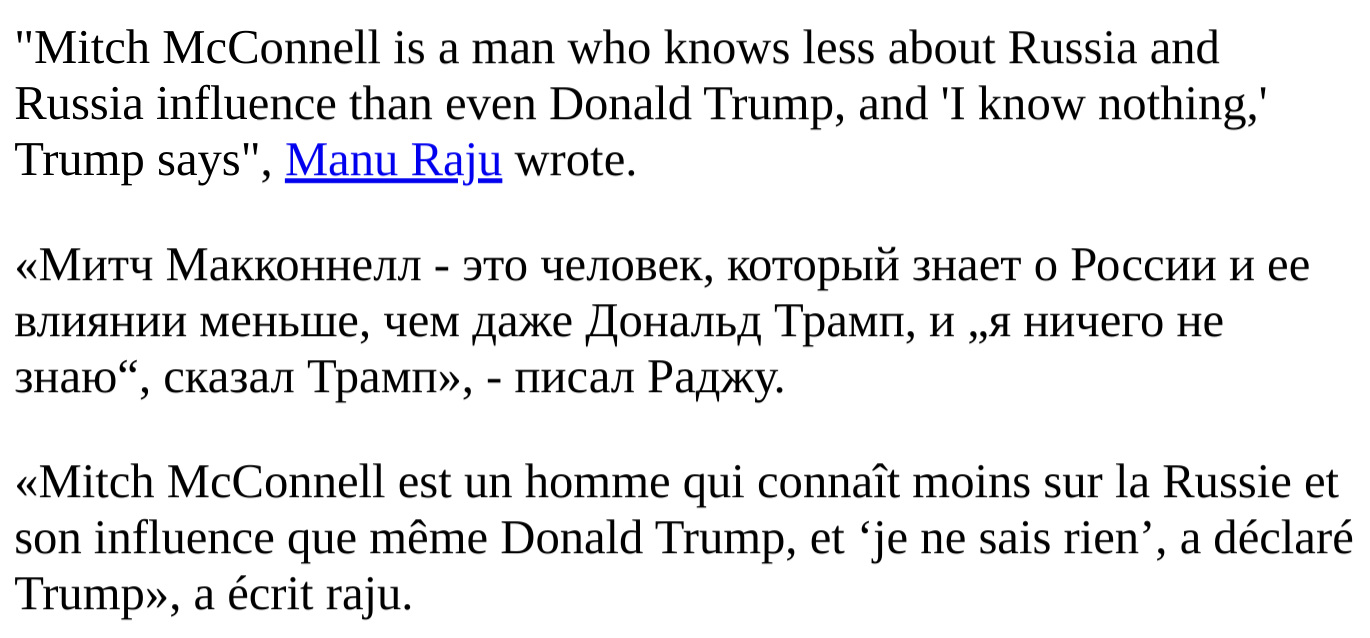 "Mitch McConnell is a man who knows less about Russia and
Russia influence than even Donald Trump, and 'I know nothing,'
Trump says", Manu Raju wrote.
«Митч Макконнелл - это человек, который знает о России и ее
влиянии меньше, чем даже Дональд Трамп, и „я ничего не
знаю“, сказал Трамп», - писал Раджу.
«Mitch McConnell est un homme qui connaît moins sur la Russie et
son influence que même Donald Trump, et ‘je ne sais rien’, a déclaré
Trump», a écrit raju.